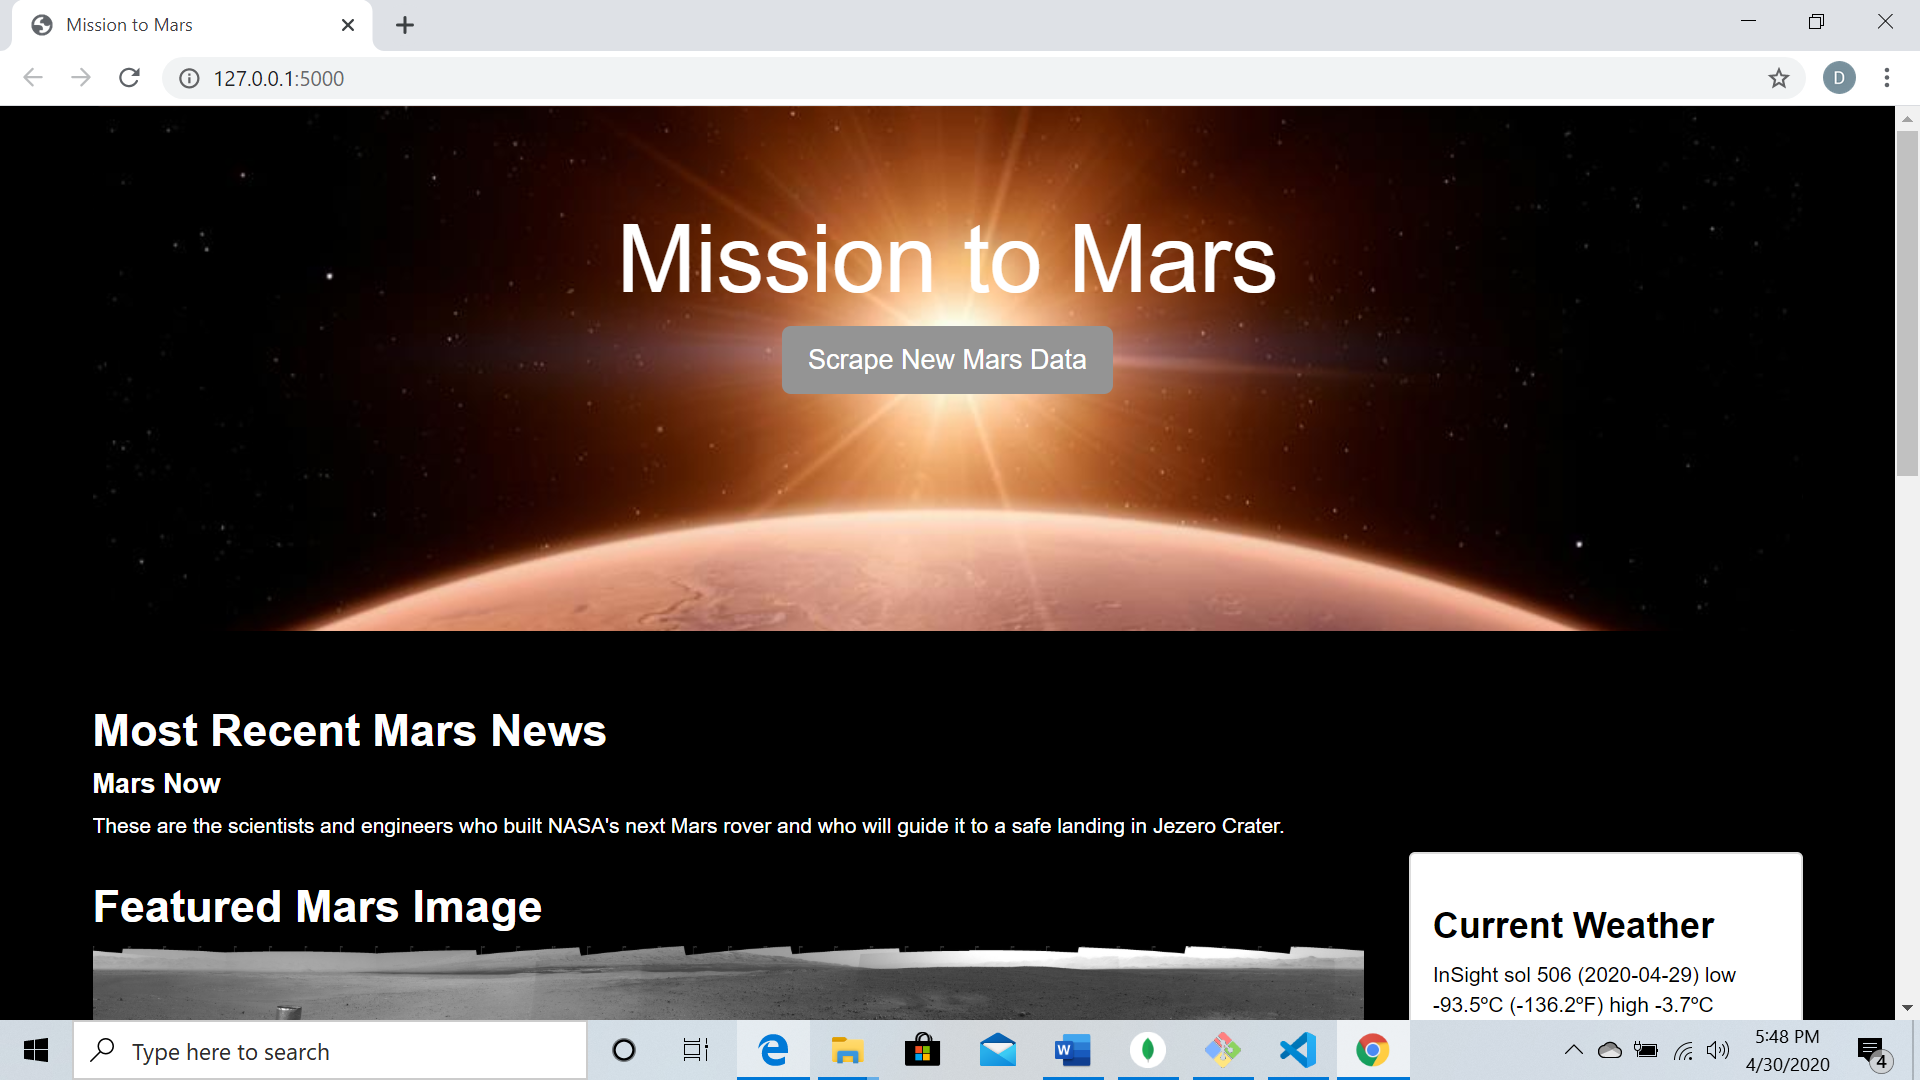 Mission to Mars
127.0.0.1:5000
D
Mission to Mars
Scrape New Mars Data
Most Recent Mars News
Mars Now
These are the scientists and engineers who built NASA's next Mars rover and who will guide it to a safe landing in Jezero Crater.
Featured Mars Image
Current Weather
InSight sol 506 (2020-04-29) low
-93.5ºC (-136.2ºF) high -3.7ºC
Type here to search
W
5:48 PM
4/30/2020
4